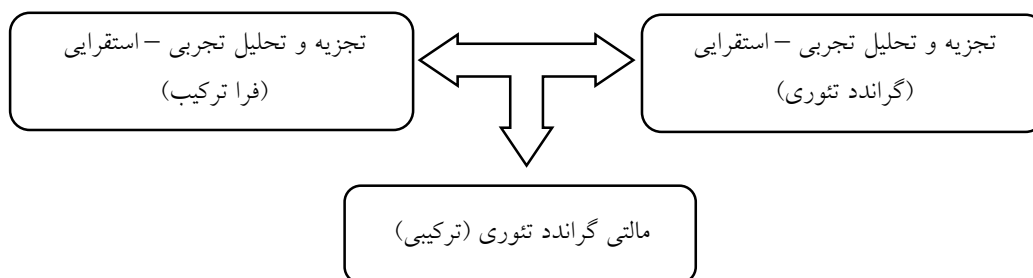 تجزیه و تحلیل تجربی – استقرایی
(گراندد تئوری)
تجزیه و تحلیل تجربی – استقرایی
(فرا ترکیب)
مالتی گراندد تئوری (ترکیبی)